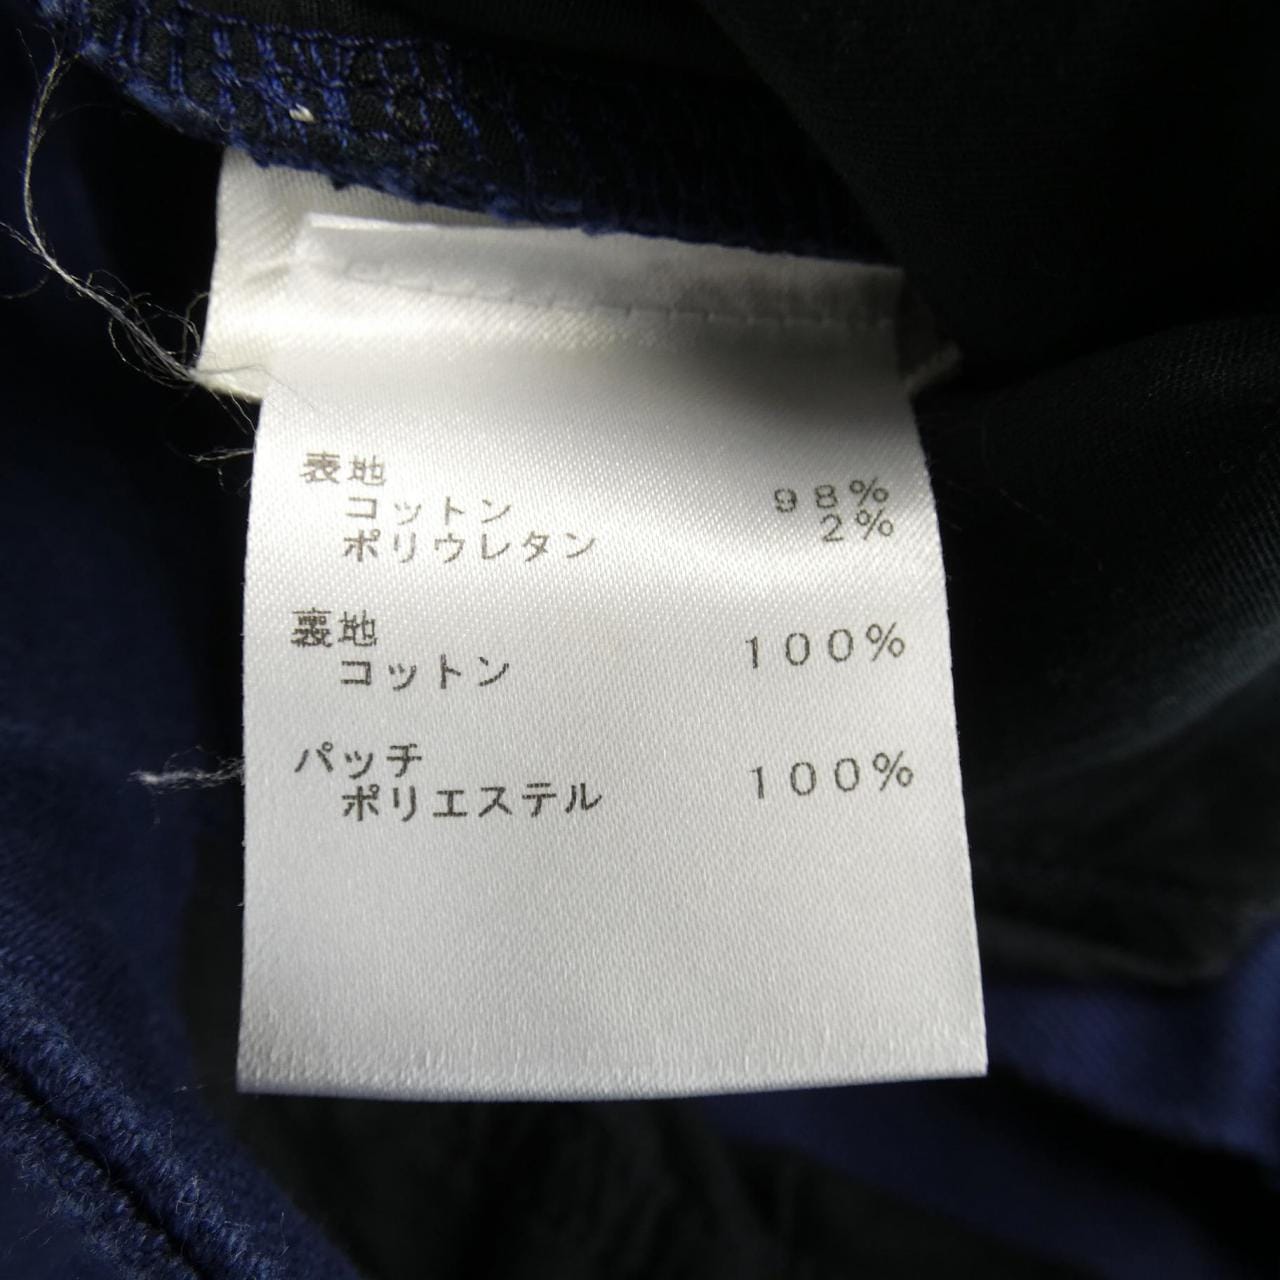 表地
コットン 98%
ポリウレタン 2%
裏地
コットン 100%
パッチ
ポリエステル 100%